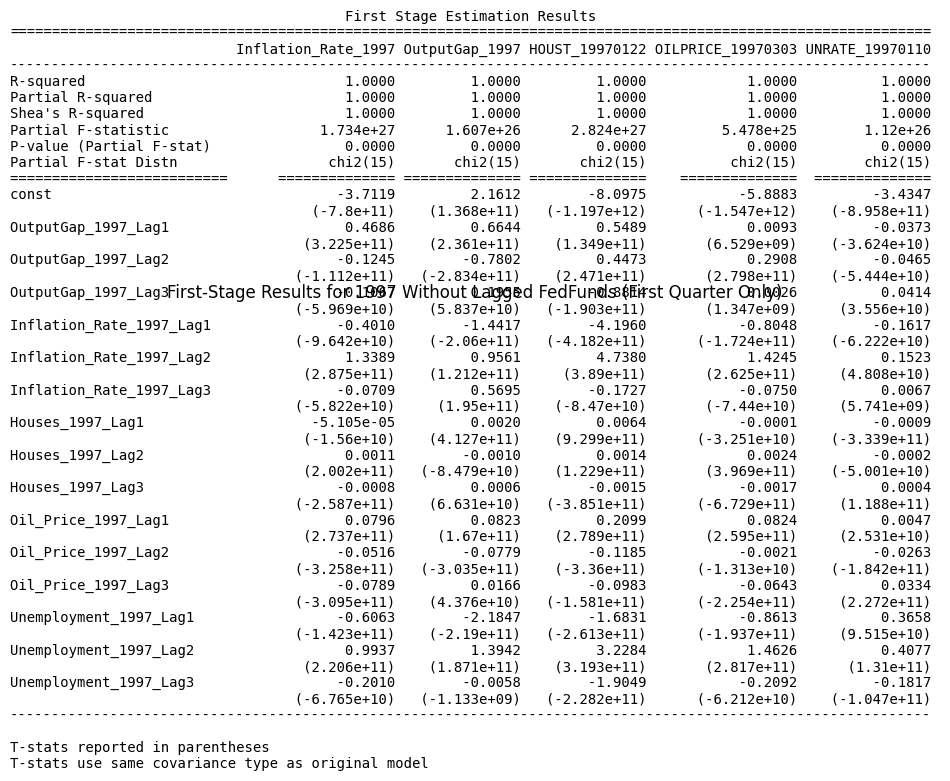 First Stage Estimation Results
==========================================================================================
Inflation_Rate_1997 OutputGap_1997 HOUST_19970122 OILPRICE_19970303 UNRATE_19970110
------------------------------------------------------------------------------------------
R-squared 1.0000 1.0000 1.0000 1.0000 1.0000
Partial R-squared 1.0000 1.0000 1.0000 1.0000 1.0000
Shea's R-squared 1.0000 1.0000 1.0000 1.0000 1.0000
Partial F-statistic 1.734e+27 1.607e+26 2.824e+27 5.478e+25 1.12e+26
P-value (Partial F-stat) 0.0000 0.0000 0.0000 0.0000 0.0000
Partial F-stat Distn chi2(15) chi2(15) chi2(15) chi2(15) chi2(15)
========================== ============== ============== ============== ============== ==============
const -3.7119 2.1612 -8.0975 -5.8883 -3.4347
(-7.8e+11) (1.368e+11) (-1.197e+12) (-1.547e+12) (-8.958e+11)
OutputGap_1997_Lag1 0.4686 0.6644 0.5489 0.0093 -0.0373
(3.225e+11) (2.361e+11) (1.349e+11) (6.529e+09) (-3.624e+10)
OutputGap_1997_Lag2 -0.1245 -0.7802 0.4473 0.2908 -0.0465
(-1.112e+11) (-2.834e+11) (2.471e+11) (2.798e+11) (-5.444e+10)
First-Stage Results for 1997 Without Lagged FedFunds (First Quarter Only)
OutputGap_1997_Lag3 0.0414
(-5.969e+10) (5.837e+10) (-1.903e+11) (1.347e+09) (3.556e+10)
Inflation_Rate_1997_Lag1 -0.4010 -1.4417 -4.1960 -0.8048 -0.1617
(-9.642e+10) (-2.06e+11) (-4.182e+11) (-1.724e+11) (-6.222e+10)
Inflation_Rate_1997_Lag2 1.3389 0.9561 4.7380 1.4245 0.1523
(2.875e+11) (1.212e+11) (3.89e+11) (2.625e+11) (4.808e+10)
Inflation_Rate_1997_Lag3 -0.0709 0.5695 -0.1727 -0.0750 0.0067
(-5.822e+10) (1.95e+11) (-8.47e+10) (-7.44e+10) (5.741e+09)
Houses_1997_Lag1 -5.105e-05 0.0020 0.0064 -0.0001 -0.0009
(-1.56e+10) (4.127e+11) (9.299e+11) (-3.251e+10) (-3.339e+11)
Houses_1997_Lag2 0.0011 -0.0010 0.0014 0.0024 -0.0002
(2.002e+11) (-8.479e+10) (1.229e+11) (3.969e+11) (-5.001e+10)
Houses_1997_Lag3 -0.0008 0.0006 -0.0015 -0.0017 0.0004
(-2.587e+11) (6.631e+10) (-3.851e+11) (-6.729e+11) (1.188e+11)
Oil_Price_1997_Lag1 0.0796 0.0823 0.2099 0.0824 0.0047
(2.737e+11) (1.67e+11) (2.789e+11) (2.595e+11) (2.531e+10)
Oil_Price_1997_Lag2 -0.0516 -0.0779 -0.1185 -0.0021 -0.0263
(-3.258e+11) (-3.035e+11) (-3.36e+11) (-1.313e+10) (-1.842e+11)
Oil_Price_1997_Lag3 -0.0789 0.0166 -0.0983 -0.0643 0.0334
(-3.095e+11) (4.376e+10) (-1.581e+11) (-2.254e+11) (2.272e+11)
Unemployment_1997_Lag1 -0.6063 -2.1847 -1.6831 -0.8613 0.3658
(-1.423e+11) (-2.19e+11) (-2.613e+11) (-1.937e+11) (9.515e+10)
Unemployment_1997_Lag2 0.9937 1.3942 3.2284 1.4626 0.4077
(2.206e+11) (1.871e+11) (3.193e+11) (2.817e+11) (1.31e+11)
Unemployment_1997_Lag3 -0.2010 -0.0058 -1.9049 -0.2092 -0.1817
(-6.765e+10) (-1.133e+09) (-2.282e+11) (-6.212e+10) (-1.047e+11)
------------------------------------------------------------------------------------------
T-stats reported in parentheses
T-stats use same covariance type as original model